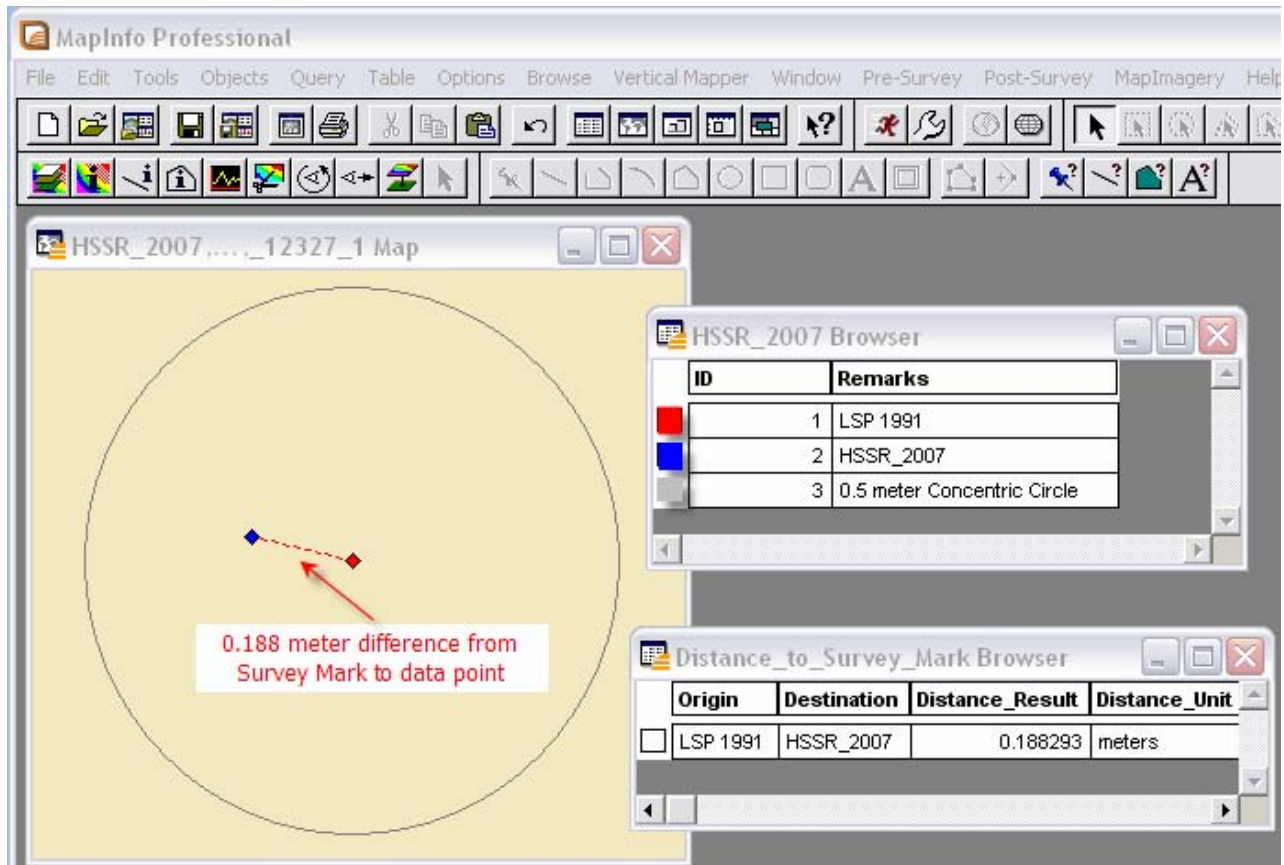 MapInfo Professional
File Edit Tools Objects Query Table Options Browse Vertical Mapper Window Pre-Survey Post-Survey MapImagery Help
HSSR_2007,...,_12327_1 Map
0.188 meter difference from
Survey Mark to data point
HSSR_2007 Browser
ID Remarks
1 LSP 1991
2 HSSR_2007
3 0.5 meter Concentric Circle
Distance_to_Survey_Mark Browser
Origin Destination Distance_Result Distance_Unit
LSP 1991 HSSR_2007 0.188293 meters